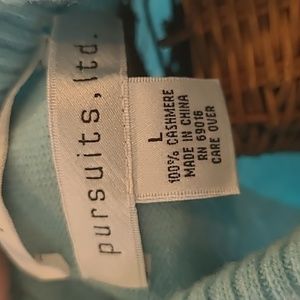 pursuits, ltd.
L
100% CASHMERE
MADE IN CHINA
RN 69016
CARE OVER